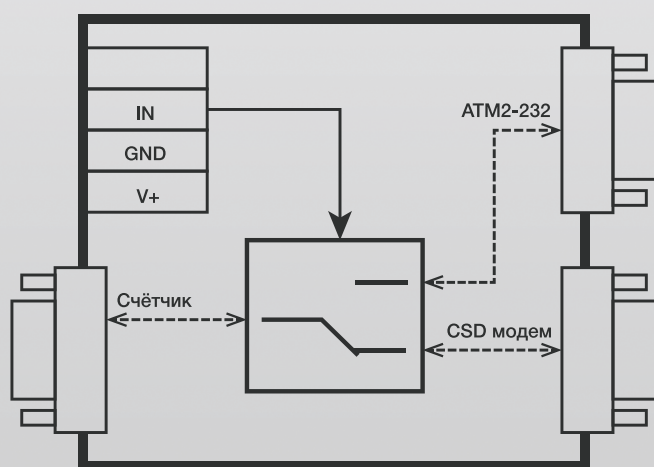 IN
GND
V+
ATM2-232
Счётчик
CSD модем